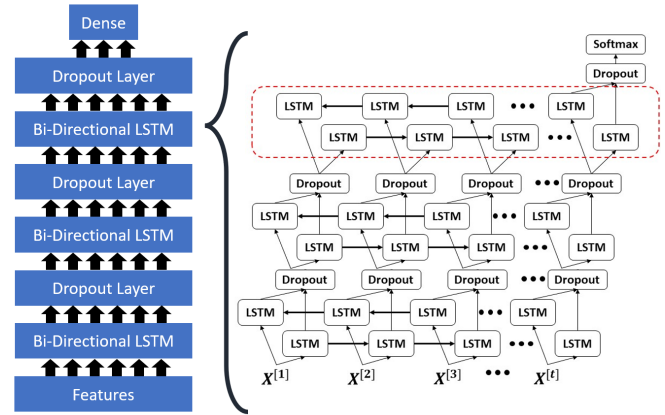 Dense
Dropout Layer
Bi-Directional LSTM
Dropout Layer
Bi-Directional LSTM
Dropout Layer
Bi-Directional LSTM
Features
Softmax
Dropout
LSTM LSTM LSTM ••• LSTM
LSTM LSTM LSTM ••• LSTM
Dropout Dropout Dropout ••• Dropout
LSTM LSTM LSTM ••• LSTM
LSTM LSTM LSTM ••• LSTM
Dropout Dropout Dropout ••• Dropout
LSTM LSTM LSTM ••• LSTM
LSTM LSTM LSTM ••• LSTM
X[1] X[2] X[3] ••• X[t]